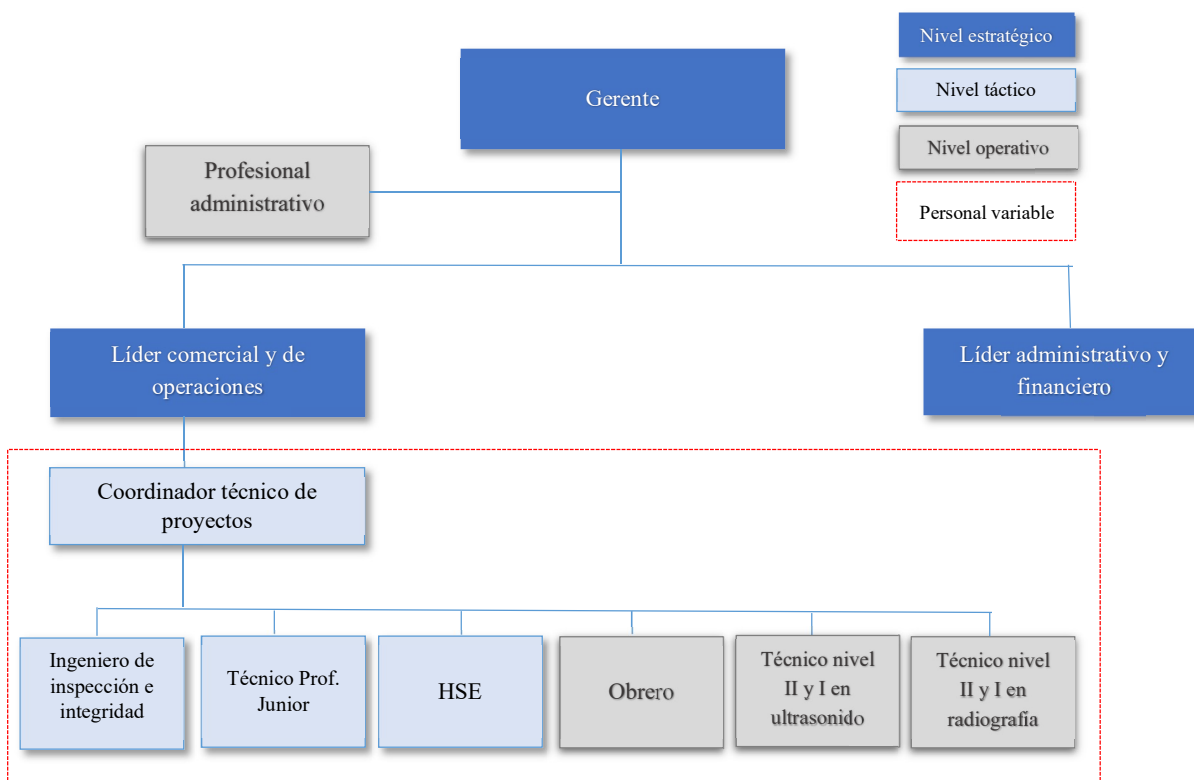 Nivel estratégico
Gerente
Nivel táctico
Nivel operativo
Profesional
administrativo
Personal variable
Líder comercial y de
operaciones
Líder administrativo y
financiero
Coordinador técnico de
proyectos
Ingeniero de
inspección e
integridad
Técnico Prof.
Junior
HSE
Obrero
Técnico nivel
II y I en
ultrasonido
Técnico nivel
II y I en
radiografía